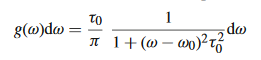 g(ω)dω = τ₀/π 1/(1 + (ω − ω₀)²τ₀²) dω